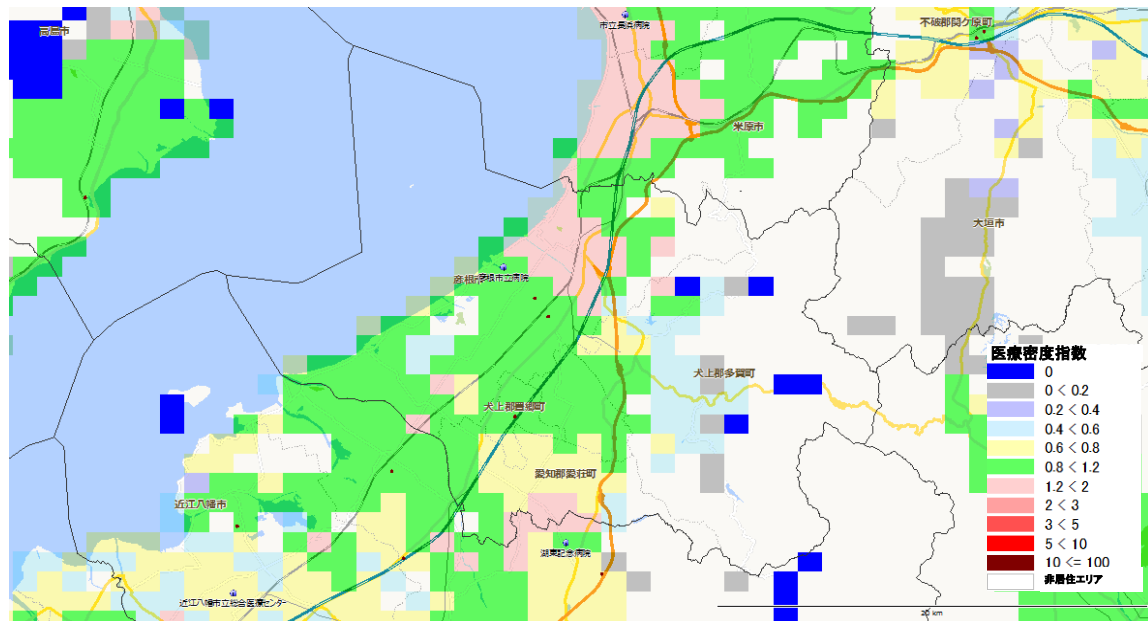 市立長浜病院
不破郡関ケ原町
高島市
米原市
大垣市
彦根市
彦根市立病院
医療密度指数
0
0 < 0.2
0.2 < 0.4
0.4 < 0.6
0.6 < 0.8
0.8 < 1.2
1.2 < 2
2 < 3
3 < 5
5 < 10
10 <= 100
非居住エリア
犬上郡多賀町
犬上郡豊郷町
愛知郡愛荘町
近江八幡市
湖東記念病院
近江八幡市立総合医療センター
20 km